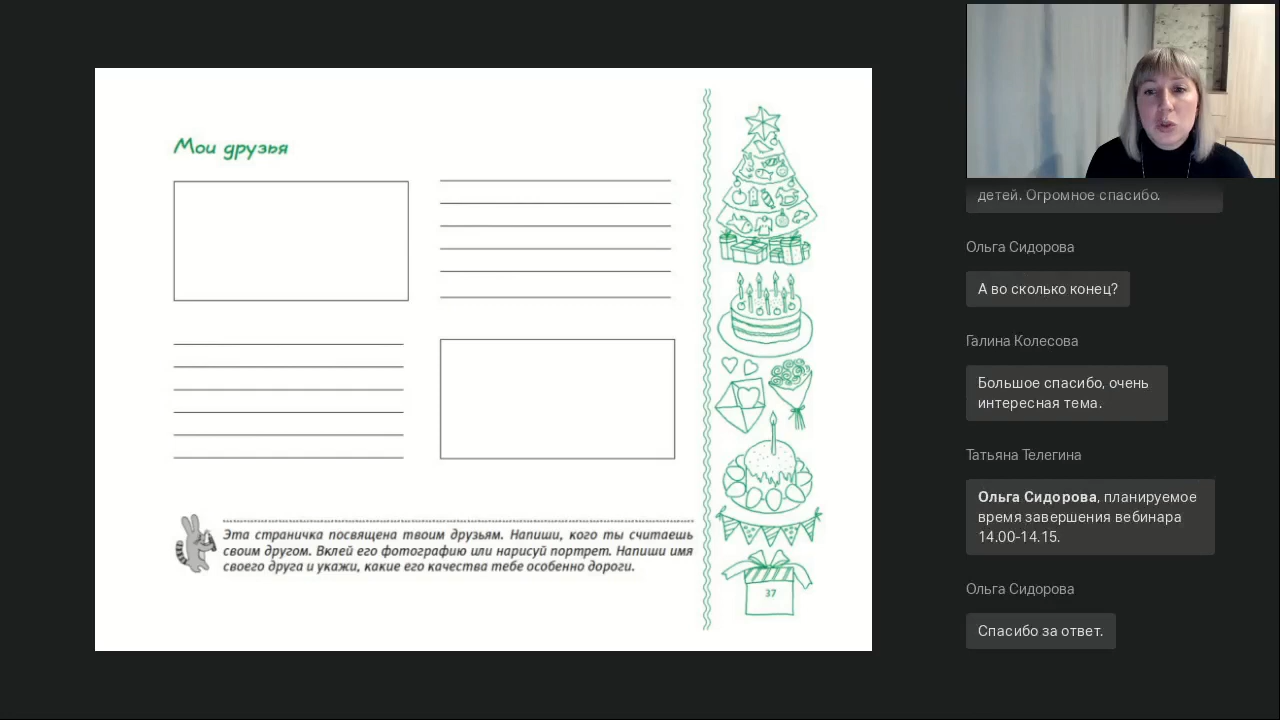 Мои друзья
Эта страничка посвящена твоим друзьям. Напиши, кого ты считаешь
своим другом. Вклей его фотографию или нарисуй портрет. Напиши имя
своего друга и укажи, какие его качества тебе особенно дороги.
37
детей. Огромное спасибо.
Ольга Сидорова
А во сколько конец?
Галина Колесова
Большое спасибо, очень
интересная тема.
Татьяна Телегина
Ольга Сидорова, планируемое
время завершения вебинара
14.00-14.15.
Ольга Сидорова
Спасибо за ответ.